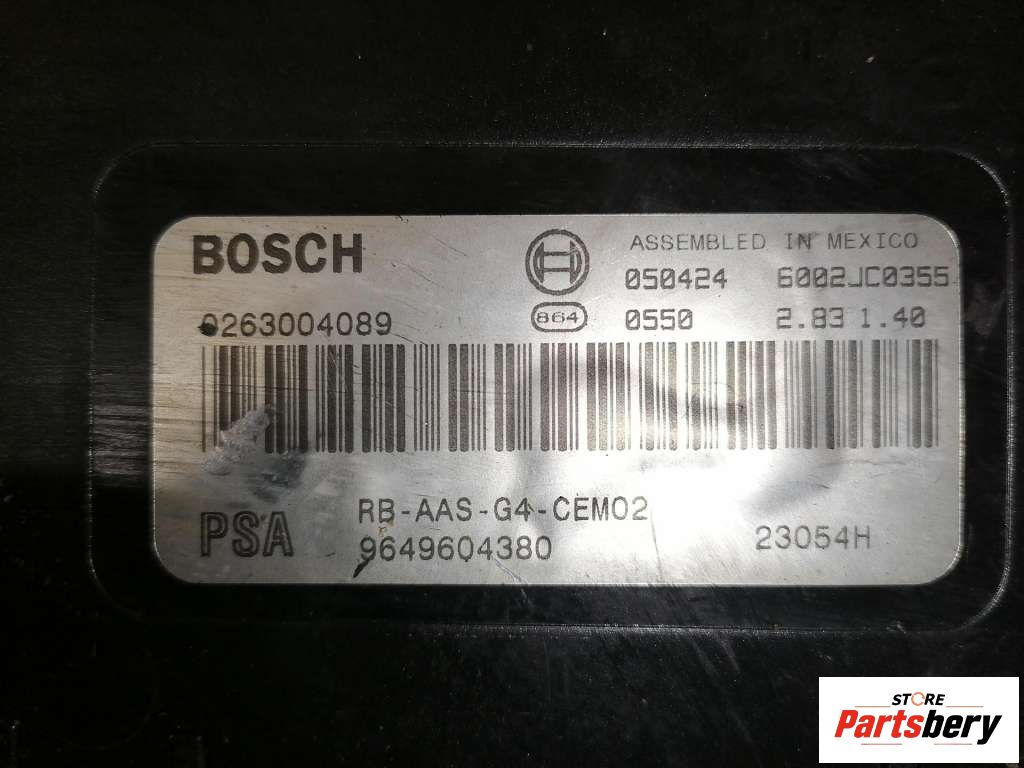 BOSCH
ASSEMBLED IN MEXICO
050424 6002JC0355
0263004089
864
0550 2.83 1.40
PSA
RB-AAS-G4-CEM02
9649604380
23054H
STORE
Partsbery